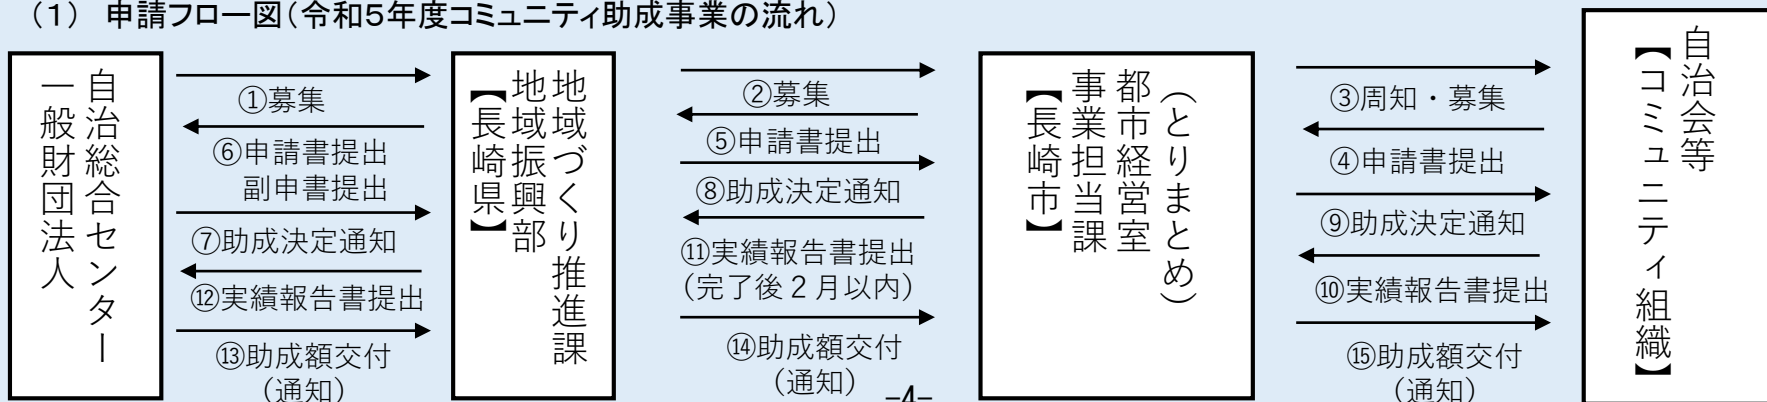 （1） 申請フロー図（令和5年度コミュニティ助成事業の流れ）
一般財団法人
自治総合センター
①募集
⑥申請書提出
副申書提出
⑦助成決定通知
⑫実績報告書提出
⑬助成額交付
（通知）
【長崎県】
地域振興部
地域づくり推進課
②募集
⑤申請書提出
⑧助成決定通知
⑪実績報告書提出
（完了後２月以内）
⑭助成額交付
（通知）
【長崎市】
事業担当課
都市経営室
（とりまとめ）
③周知・募集
④申請書提出
⑨助成決定通知
⑩実績報告書提出
⑮助成額交付
（通知）
自治会等
【コミュニティ組織】
-4-